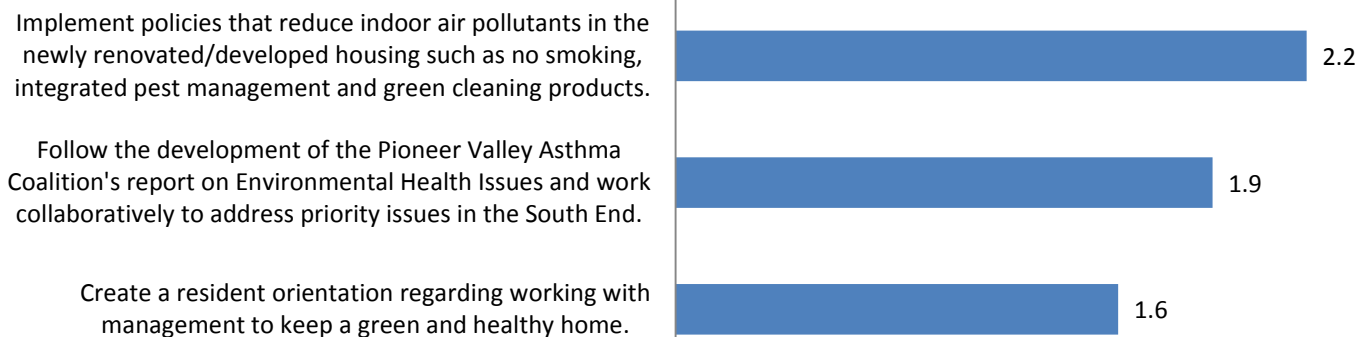 Implement policies that reduce indoor air pollutants in the
newly renovated/developed housing such as no smoking,
integrated pest management and green cleaning products.
2.2
Follow the development of the Pioneer Valley Asthma
Coalition's report on Environmental Health Issues and work
collaboratively to address priority issues in the South End.
1.9
Create a resident orientation regarding working with
management to keep a green and healthy home.
1.6